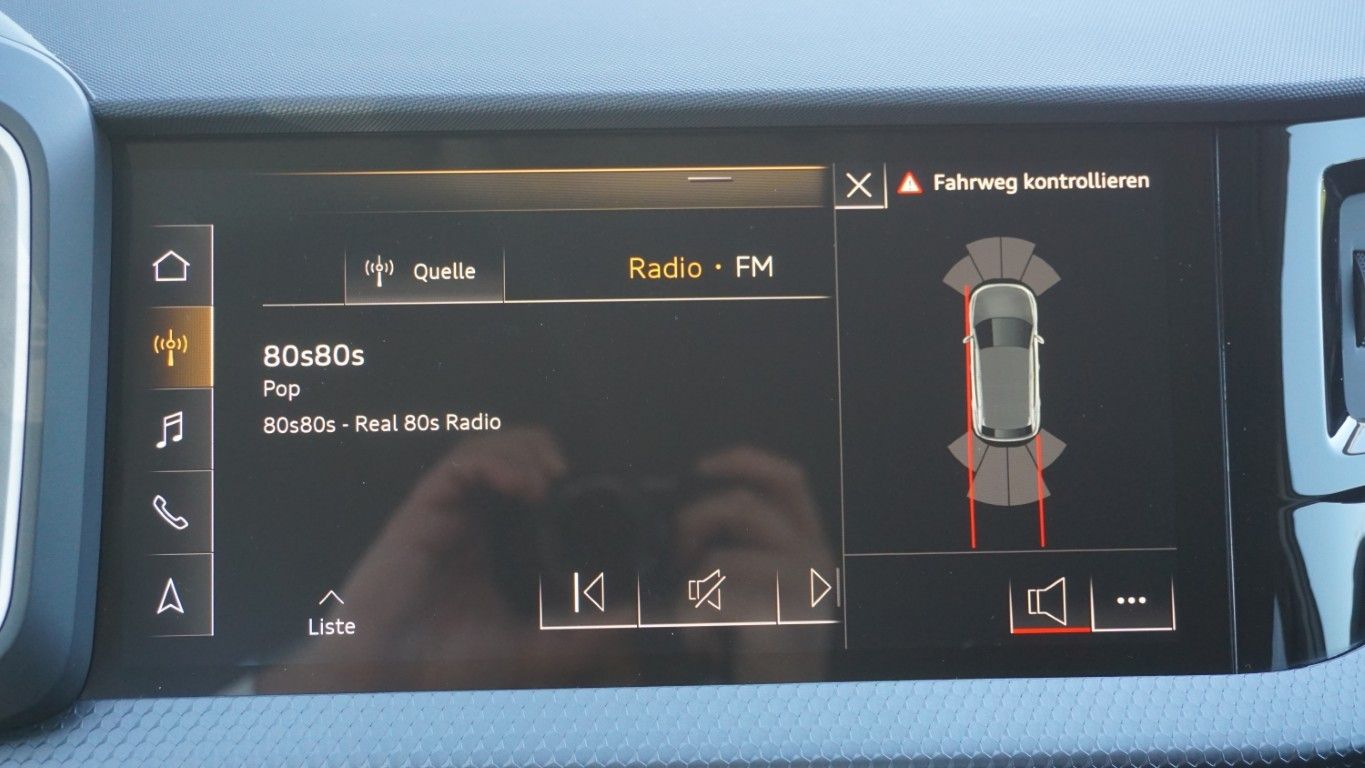 Fahrweg kontrollieren
Quelle
Radio · FM
80s80s
Pop
80s80s - Real 80s Radio
Liste